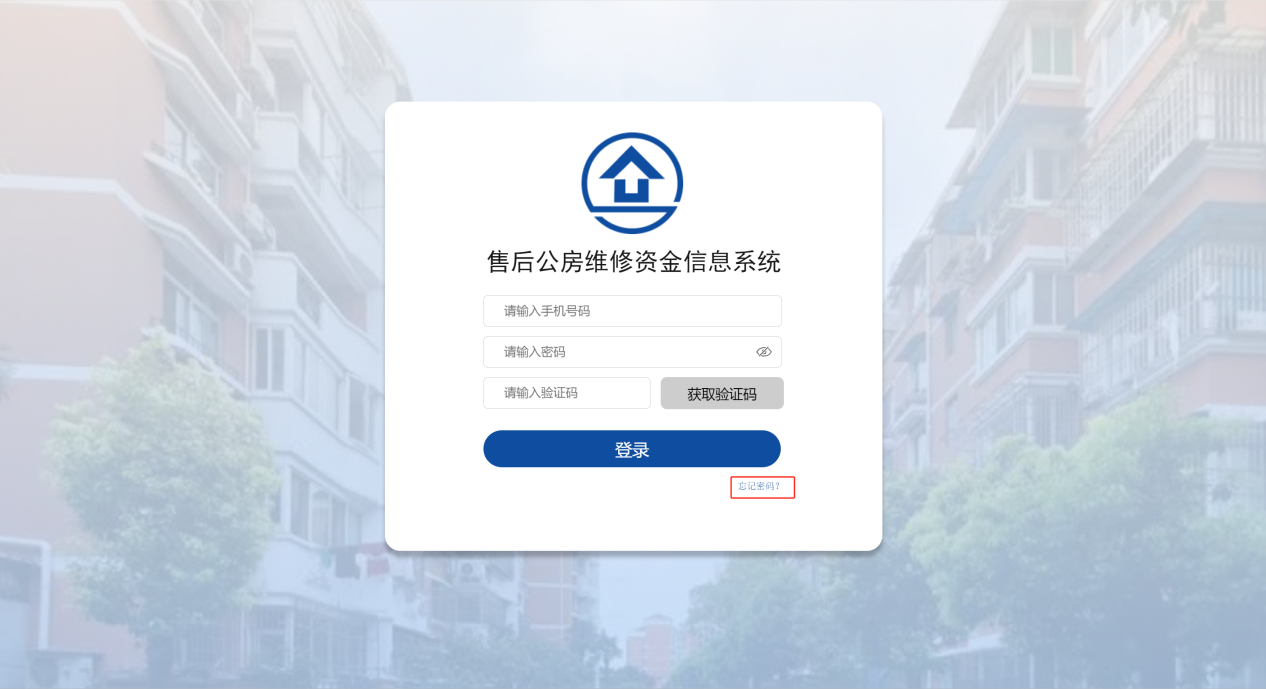 售后公房维修资金信息系统
请输入手机号码
请输入密码
请输入验证码 获取验证码
登录
忘记密码？